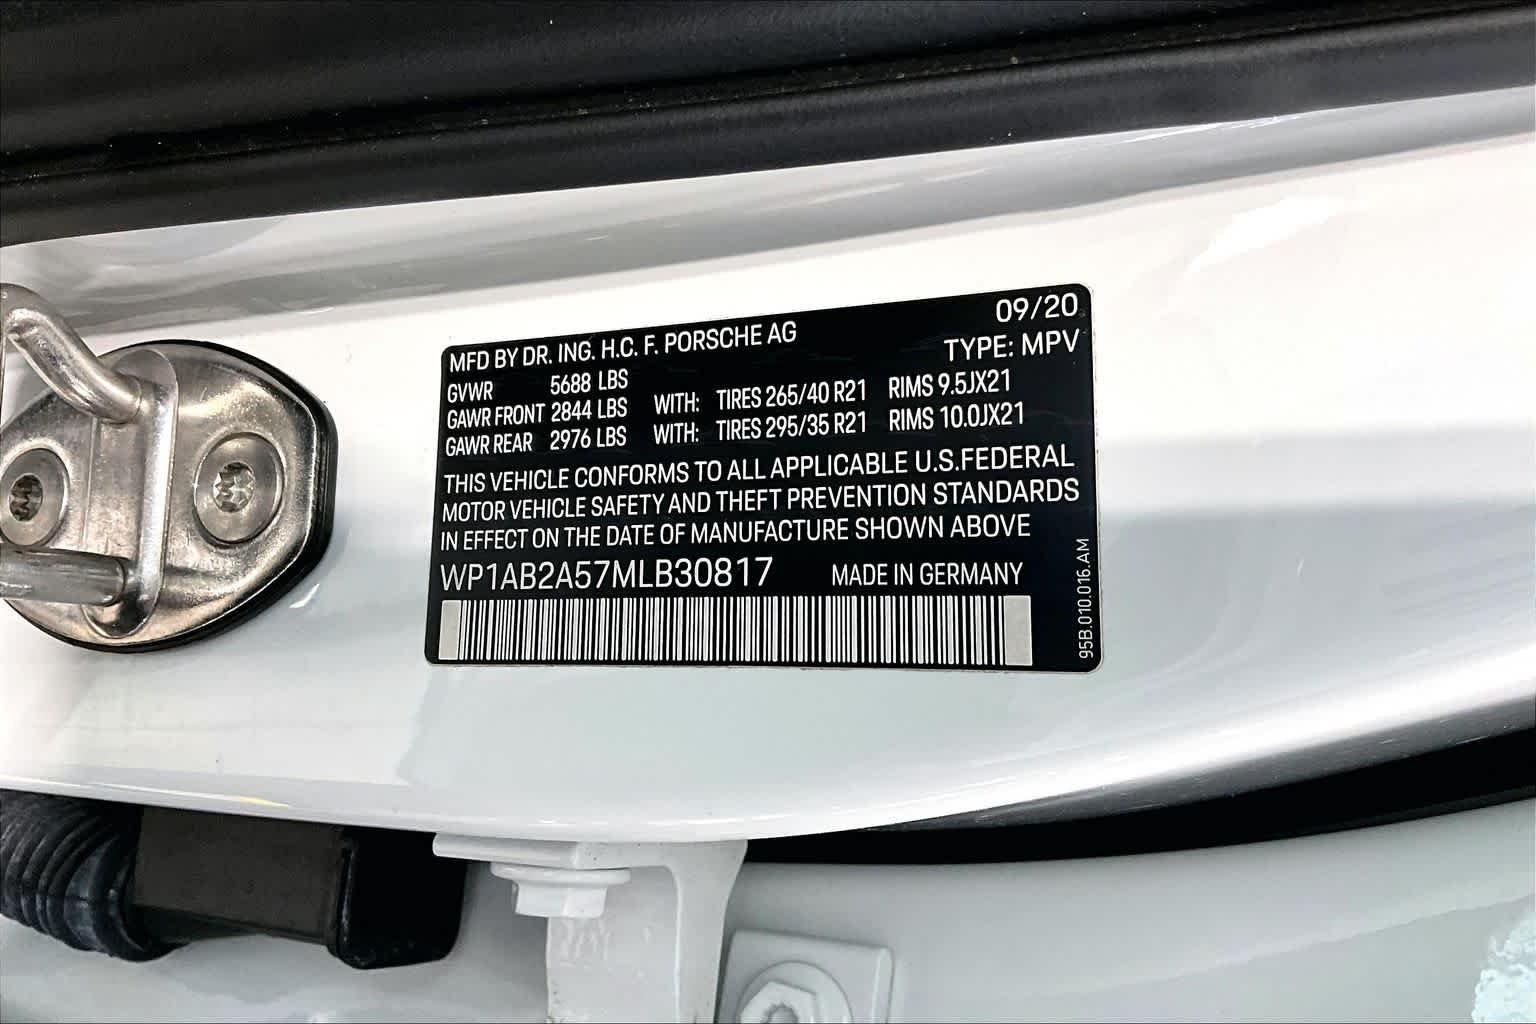 09/20
MFD BY DR. ING. H.C. F. PORSCHE AG
TYPE: MPV
GVWR 5688 LBS
GAWR FRONT 2844 LBS WITH: TIRES 265/40 R21 RIMS 9.5JX21
GAWR REAR 2976 LBS WITH: TIRES 295/35 R21 RIMS 10.0JX21
THIS VEHICLE CONFORMS TO ALL APPLICABLE U.S.FEDERAL
MOTOR VEHICLE SAFETY AND THEFT PREVENTION STANDARDS
IN EFFECT ON THE DATE OF MANUFACTURE SHOWN ABOVE
WP1AB2A57MLB30817 MADE IN GERMANY
95B.010.016.AM